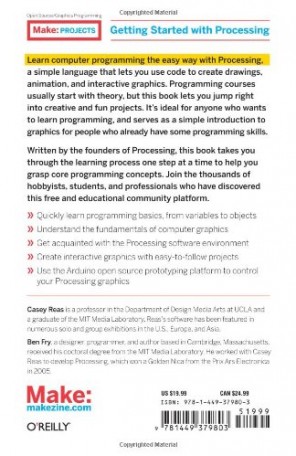 Copyrighted Material
Open Source/Graphics Programming
Make: PROJECTS
Getting Started with Processing
Learn computer programming the easy way with Processing,
a simple language that lets you use code to create drawings,
animation, and interactive graphics. Programming courses
usually start with theory, but this book lets you jump right
into creative and fun projects. It's ideal for anyone who wants
to learn programming, and serves as a simple introduction to
graphics for people who already have some programming skills.
Written by the founders of Processing, this book takes you
through the learning process one step at a time to help you
grasp core programming concepts. Join the thousands of
hobbyists, students, and professionals who have discovered
this free and educational community platform.
» Quickly learn programming basics, from variables to objects
» Understand the fundamentals of computer graphics
» Get acquainted with the Processing software environment
» Create interactive graphics with easy-to-follow projects
» Use the Arduino open source prototyping platform to control
your Processing graphics
Casey Reas is a professor in the Department of Design Media Arts at UCLA and
a graduate of the MIT Media Laboratory. Reas's software has been featured in
numerous solo and group exhibitions in the U.S., Europe, and Asia.
Ben Fry, a designer, programmer, and author based in Cambridge, Massachusetts,
received his doctoral degree from the MIT Media Laboratory. He worked with Casey
Reas to develop Processing, which won a Golden Nica from the Prix Ars Electronica
in 2005.
Make:
makezine.com
O'REILLY
US $19.99 CAN $24.99
ISBN: 978-1-449-37980-3
51999
9 781449 379803
Copyrighted Material